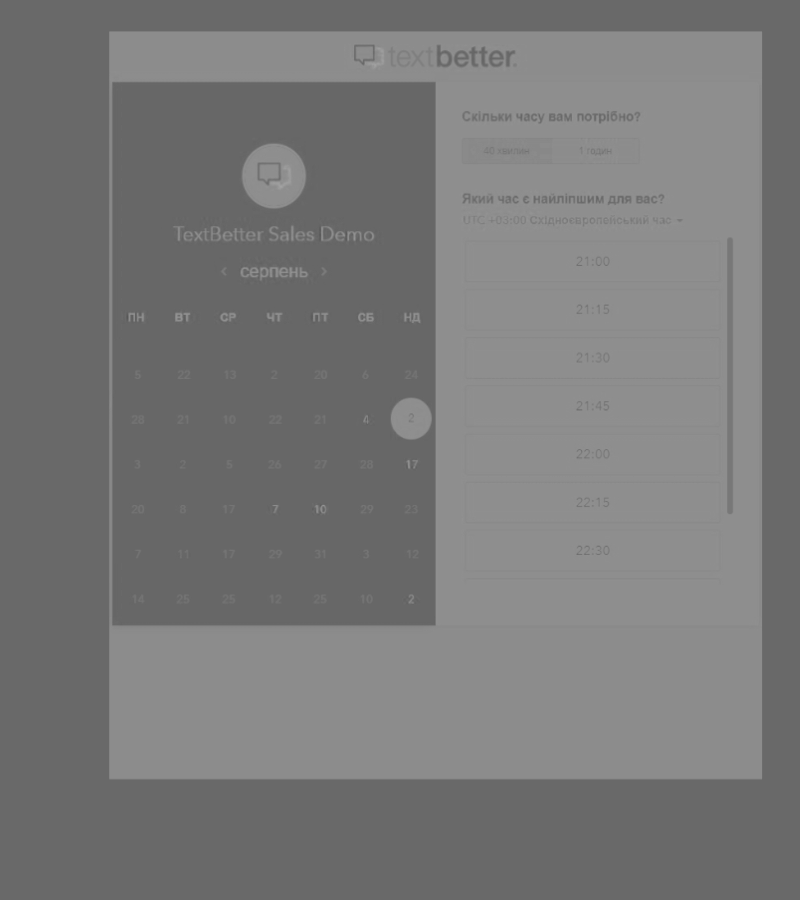 textbetter.
TextBetter Sales Demo
‹ серпень ›
ПН ВТ СР ЧТ ПТ СБ НД
5 22 13 2 20 6 24
28 21 10 22 21 4 2
3 2 5 26 27 28 17
20 8 17 7 10 29 23
7 11 17 29 31 3 12
14 25 25 12 25 10 2
Скільки часу вам потрібно?
40 хвилин 1 годин
Який час є найліпшим для вас?
UTC +03:00 Східноєвропейський час
21:00
21:15
21:30
21:45
22:00
22:15
22:30